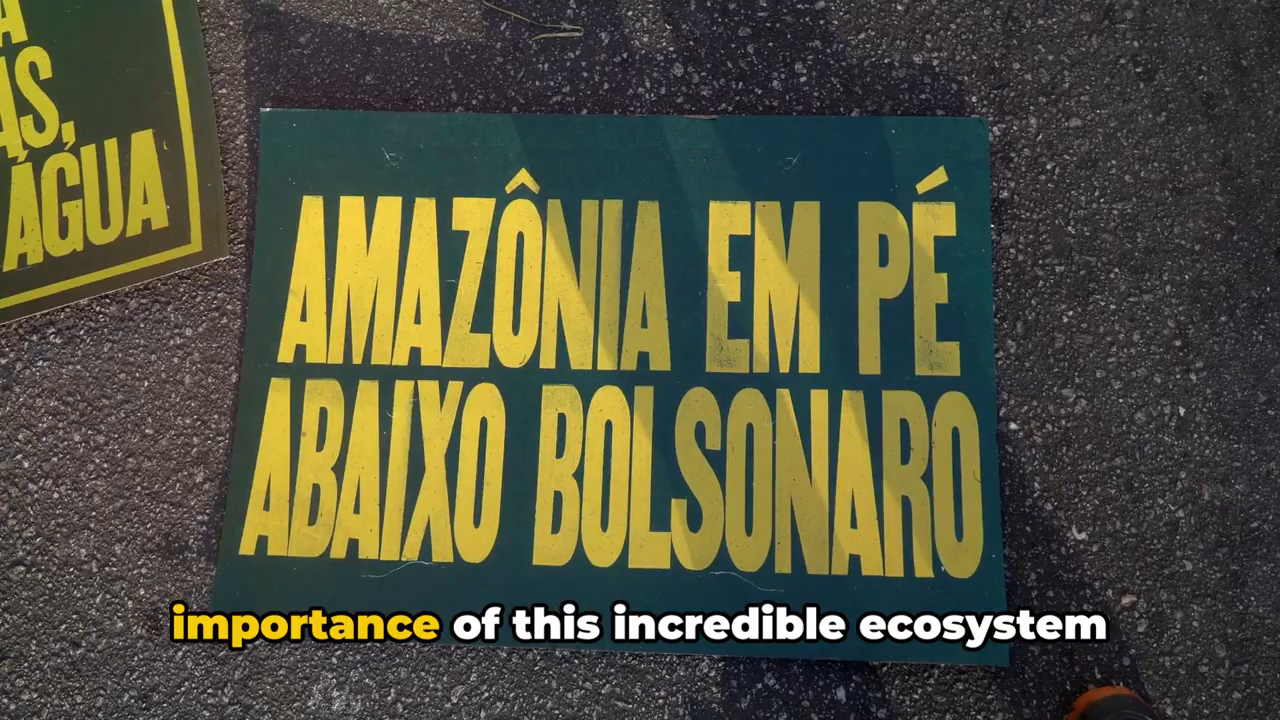 ÁGUA
AMAZÔNIA EM PÉ
ABAIXO BOLSONARO
importance of this incredible ecosystem